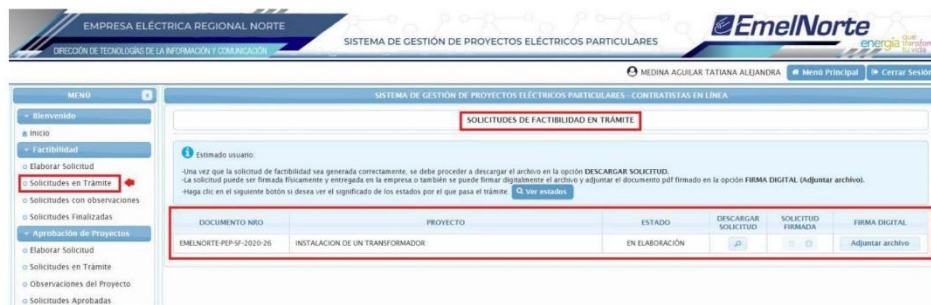 EMPRESA ELÉCTRICA REGIONAL NORTE
DIRECCIÓN DE TECNOLOGÍAS DE LA INFORMACIÓN Y COMUNICACIÓN
SISTEMA DE GESTIÓN DE PROYECTOS ELÉCTRICOS PARTICULARES
EmelNorte
energía que transforma tu vida
MEDINA AGUILAR TATIANA ALEJANDRA
Menú Principal
Cerrar Sesión
MENÚ
Bienvenido
Inicio
Factibilidad
Elaborar Solicitud
Solicitudes en Trámite
Solicitudes con observaciones
Solicitudes Finalizadas
Aprobación de Proyectos
Elaborar Solicitud
Solicitudes en Trámite
Observaciones del Proyecto
Solicitudes Aprobadas
SISTEMA DE GESTIÓN DE PROYECTOS ELÉCTRICOS PARTICULARES - CONTRATISTAS EN LÍNEA
SOLICITUDES DE FACTIBILIDAD EN TRÁMITE
Estimado usuario:
-Una vez que la solicitud de factibilidad sea generada correctamente, se debe proceder a descargar el archivo en la opción DESCARGAR SOLICITUD.
-La solicitud puede ser firmada físicamente y entregada en la empresa o también se puede firmar digitalmente el archivo y adjuntar el documento pdf firmado en la opción FIRMA DIGITAL (Adjuntar archivo).
-Haga clic en el siguiente botón si desea ver el significado de los estados por el que pasa el trámite. Ver estados
DOCUMENTO NRO PROYECTO ESTADO DESCARGAR SOLICITUD SOLICITUD FIRMADA FIRMA DIGITAL
EMELNORTE-PEP-SF-2020-26 INSTALACION DE UN TRANSFORMADOR EN ELABORACIÓN Adjuntar archivo